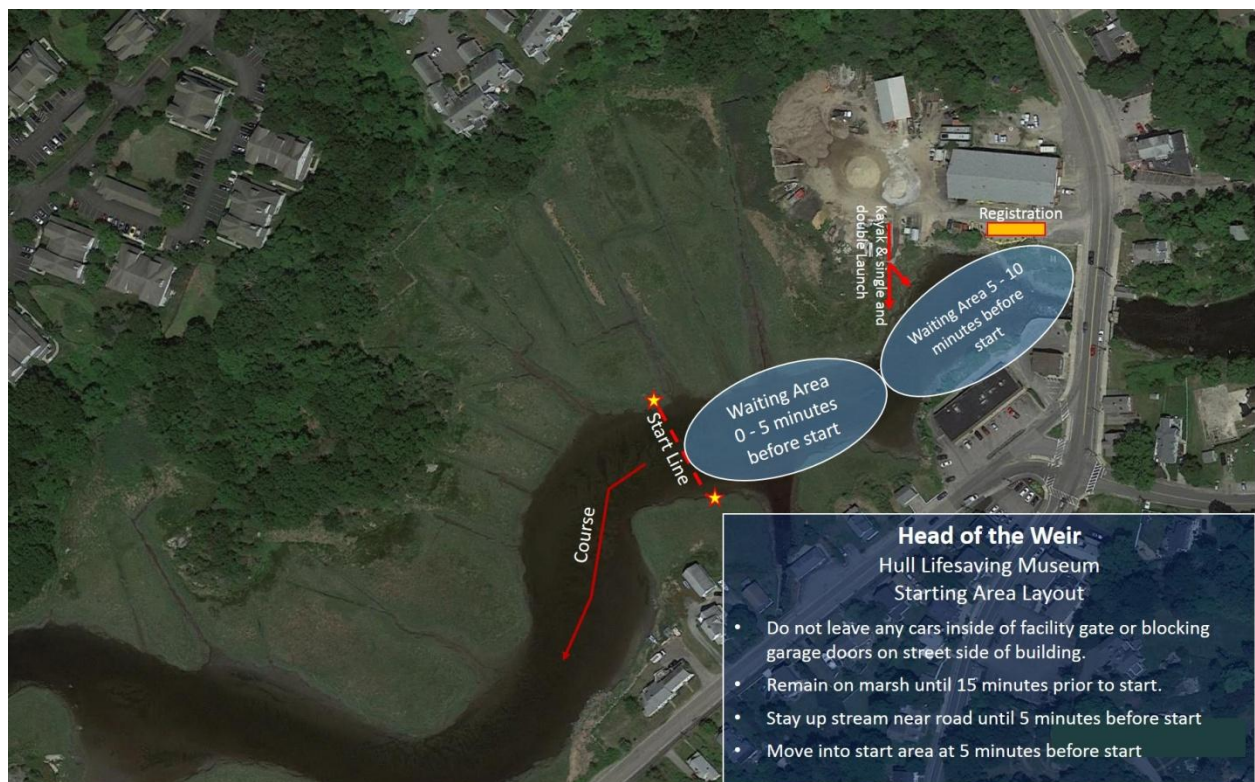 Registration
Kayak & single and
double Launch
Waiting Area 5 - 10
minutes before
start
Waiting Area
0 - 5 minutes
before start
Start Line
Course
Head of the Weir
Hull Lifesaving Museum
Starting Area Layout
• Do not leave any cars inside of facility gate or blocking
garage doors on street side of building.
• Remain on marsh until 15 minutes prior to start.
• Stay up stream near road until 5 minutes before start
• Move into start area at 5 minutes before start